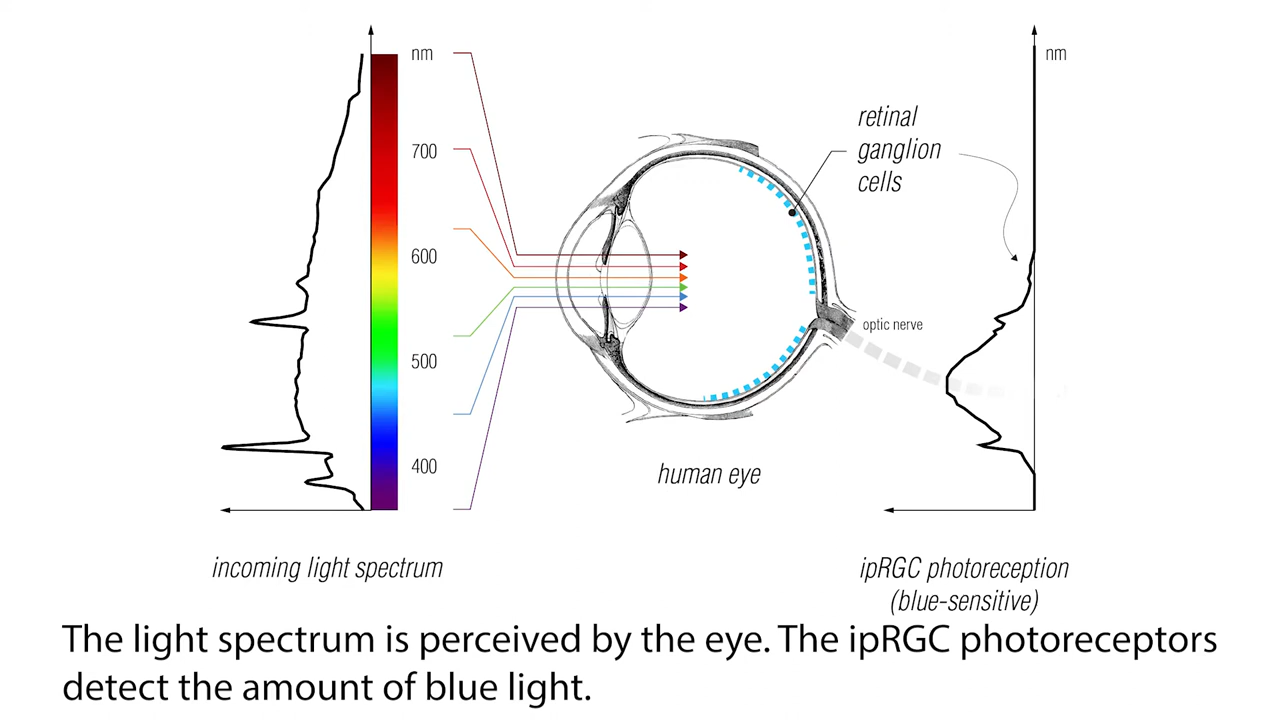 nm
700
600
500
400
incoming light spectrum
human eye
retinal
ganglion
cells
optic nerve
nm
ipRGC photoreception
(blue-sensitive)
The light spectrum is perceived by the eye. The ipRGC photoreceptors
detect the amount of blue light.